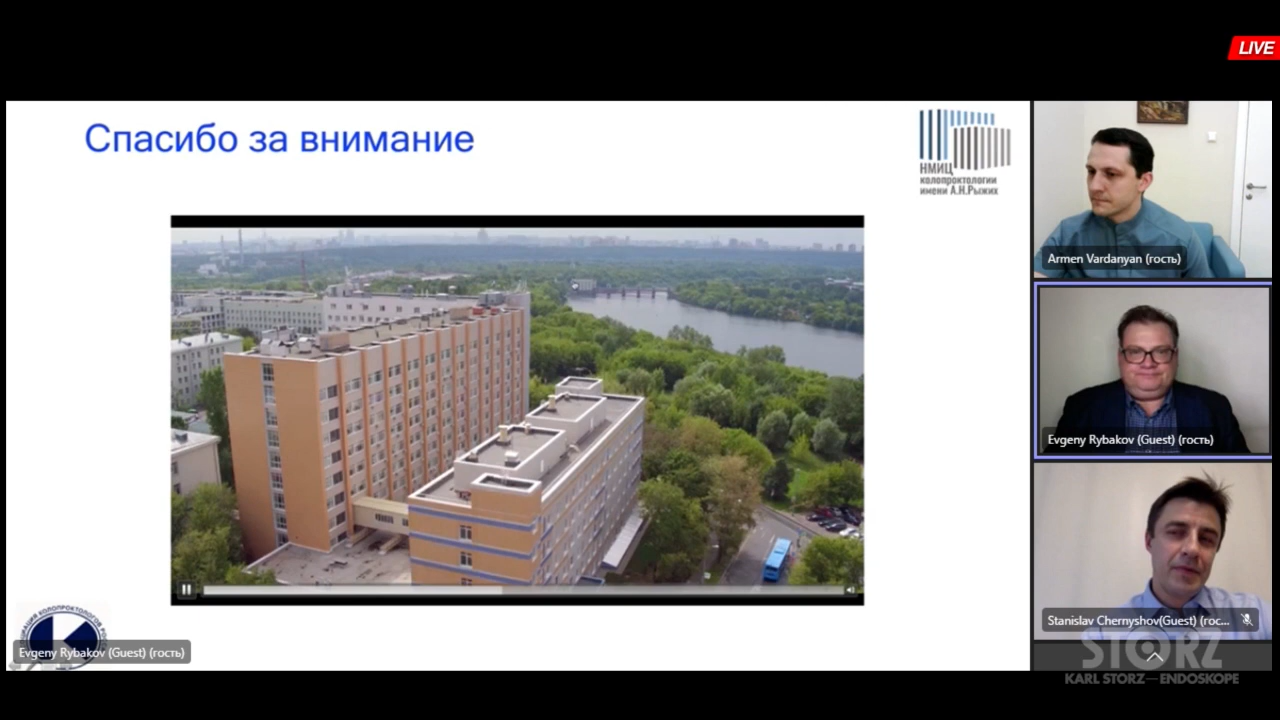 LIVE
Спасибо за внимание
НМИЦ
колопроктологии
имени А.Н.Рыжих
Armen Vardanyan (гость)
Evgeny Rybakov (Guest) (гость)
Stanislav Chernyshov(Guest) (гос...
Evgeny Rybakov (Guest) (гость)
STORZ
KARL STORZ—ENDOSKOPE